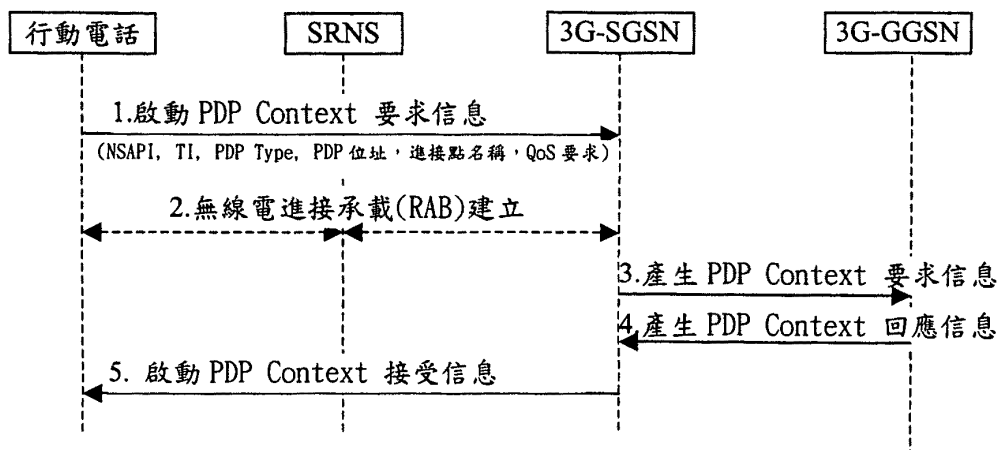 行動電話
SRNS
3G-SGSN
3G-GGSN
1.啟動 PDP Context 要求信息
(NSAPI, TI, PDP Type, PDP 位址，進接點名稱，QoS 要求)
2.無線電進接承載(RAB)建立
3.產生 PDP Context 要求信息
4.產生 PDP Context 回應信息
5. 啟動 PDP Context 接受信息